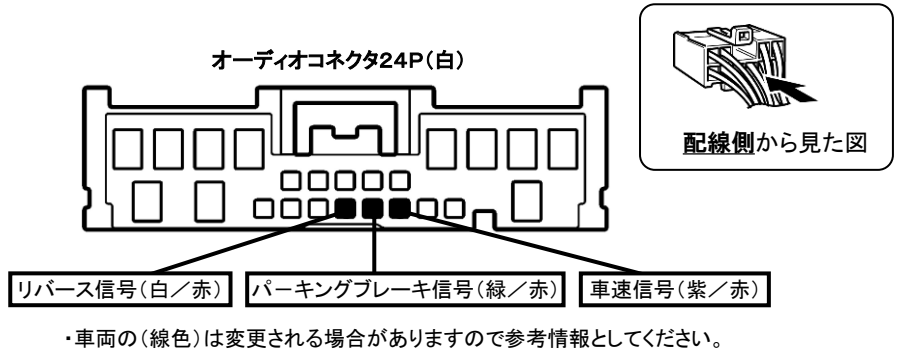 オーディオコネクタ24P(白)
配線側から見た図
リバース信号(白/赤)
パーキングブレーキ信号(緑/赤)
車速信号(紫/赤)
・車両の(線色)は変更される場合がありますので参考情報としてください。